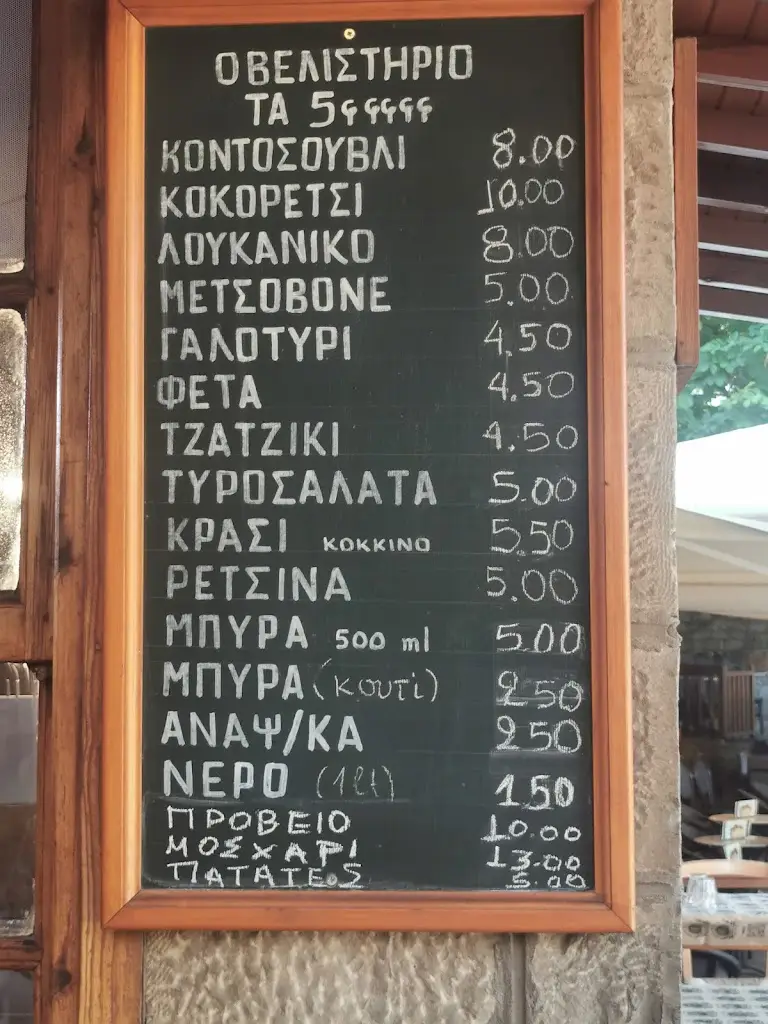 ΟΒΕΛΙΣΤΗΡΙΟ
ΤΑ 5ϛϛϛϛϛ
ΚΟΝΤΟΣΟΥΒΛΙ 8.00
ΚΟΚΟΡΕΤΣΙ 10.00
ΛΟΥΚΑΝΙΚΟ 8.00
ΜΕΤΣΟΒΟΝΕ 5.00
ΓΑΛΟΤΥΡΙ 4.50
ΦΕΤΑ 4.50
ΤΖΑΤΖΙΚΙ 4.50
ΤΥΡΟΣΑΛΑΤΑ 5.00
ΚΡΑΣΙ ΚΟΚΚΙΝΟ 5.50
ΡΕΤΣΙΝΑ 5.00
ΜΠΥΡΑ 500 ml 5.00
ΜΠΥΡΑ (κουτί) 2.50
ΑΝΑΨ/ΚΑ 2.50
ΝΕΡΟ (1lt) 1.50
ΠΡΟΒΕΙΟ 10.00
ΜΟΣΧΑΡΙ 13.00
ΠΑΤΑΤΕΣ 5.00